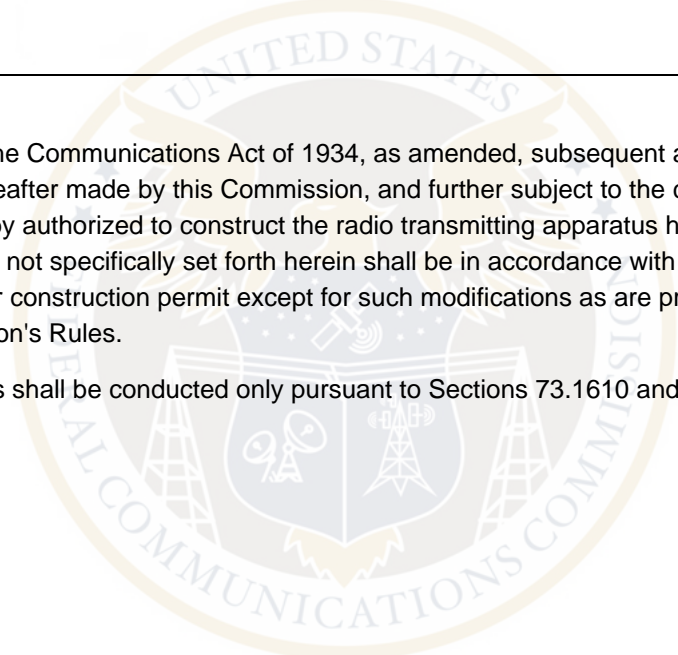 ne Communications Act of 1934, as amended, subsequent a
eafter made by this Commission, and further subject to the c
by authorized to construct the radio transmitting apparatus h
not specifically set forth herein shall be in accordance with
r construction permit except for such modifications as are pr
on's Rules.
s shall be conducted only pursuant to Sections 73.1610 and
UNITED STATES
FEDERAL COMMUNICATIONS COMMISSION